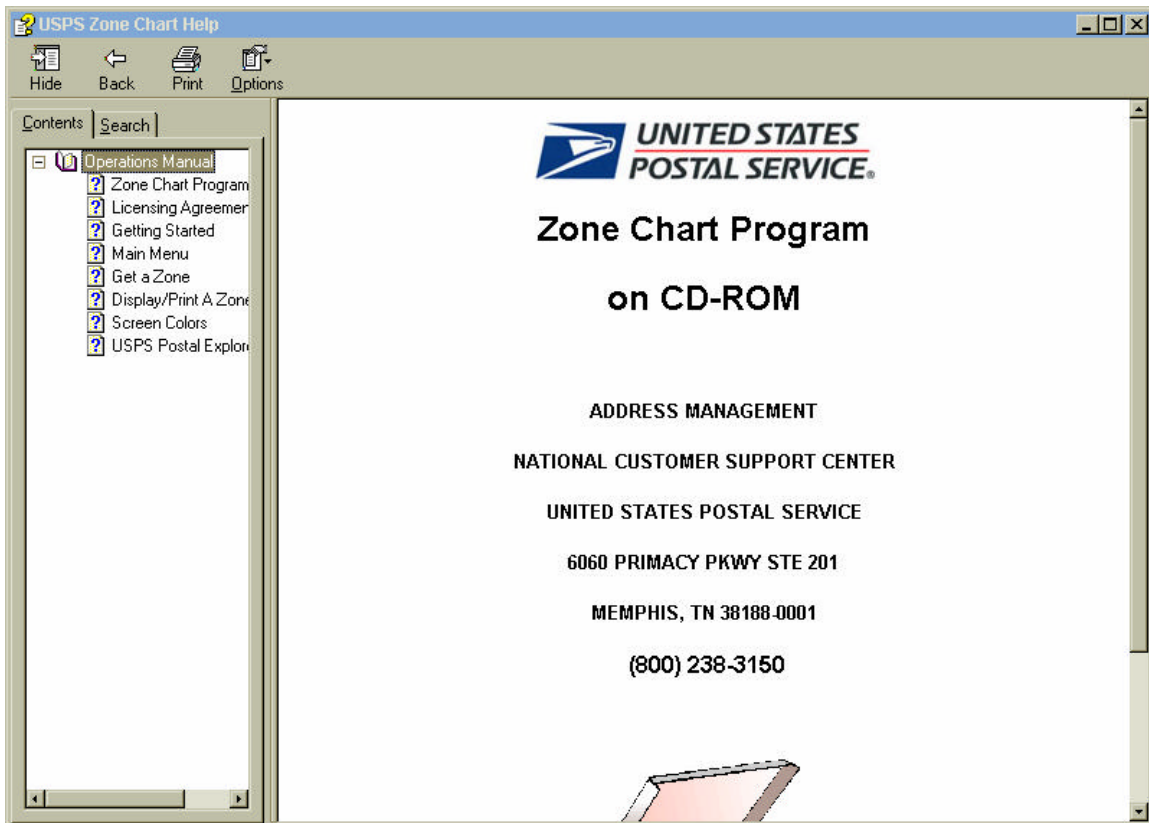 USPS Zone Chart Help
Hide Back Print Options
Contents Search
Operations Manual
Zone Chart Program
Licensing Agreemen
Getting Started
Main Menu
Get a Zone
Display/Print A Zone
Screen Colors
USPS Postal Explore
UNITED STATES
POSTAL SERVICE®
Zone Chart Program
on CD-ROM
ADDRESS MANAGEMENT
NATIONAL CUSTOMER SUPPORT CENTER
UNITED STATES POSTAL SERVICE
6060 PRIMACY PKWY STE 201
MEMPHIS, TN 38188-0001
(800) 238-3150